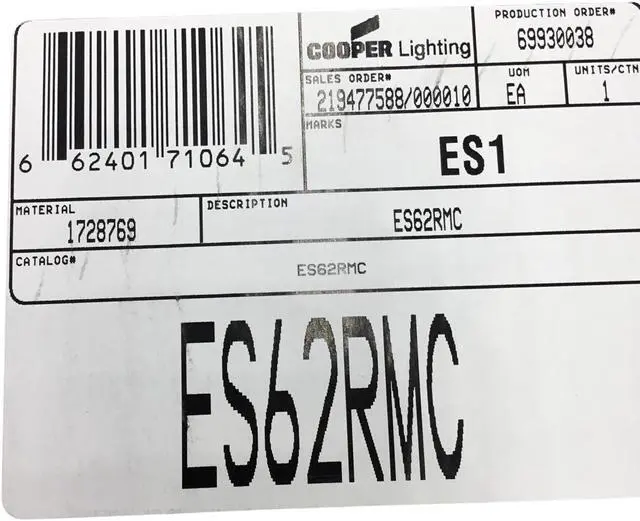 6 62401 71064 5
COOPER Lighting
PRODUCTION ORDER#
69930038
SALES ORDER#
219477588/000010
UOM
EA
UNITS/CTN
1
MARKS
ES1
MATERIAL
1728769
DESCRIPTION
ES62RMC
CATALOG#
ES62RMC
ES62RMC